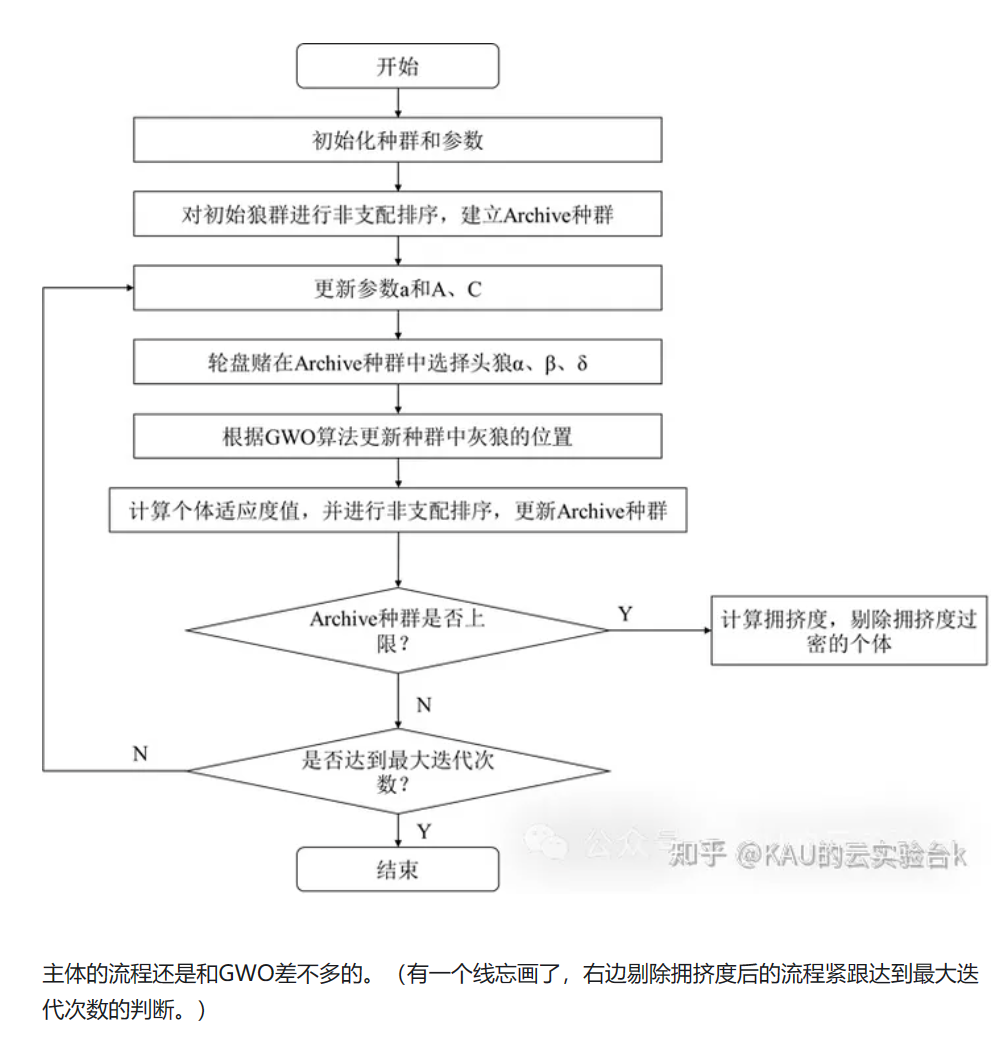 开始
初始化种群和参数
对初始狼群进行非支配排序，建立Archive种群
更新参数a和A、C
轮盘赌在Archive种群中选择头狼α、β、δ
根据GWO算法更新种群中灰狼的位置
计算个体适应度值，并进行非支配排序，更新Archive种群
Archive种群是否上
限？
Y
计算拥挤度，剔除拥挤度过
密的个体
N
是否达到最大迭代次
数？
N
Y
结束
公众号
知乎 @KAU的云实验台k
主体的流程还是和GWO差不多的。（有一个线忘画了，右边剔除拥挤度后的流程紧跟达到最大迭
代次数的判断。）